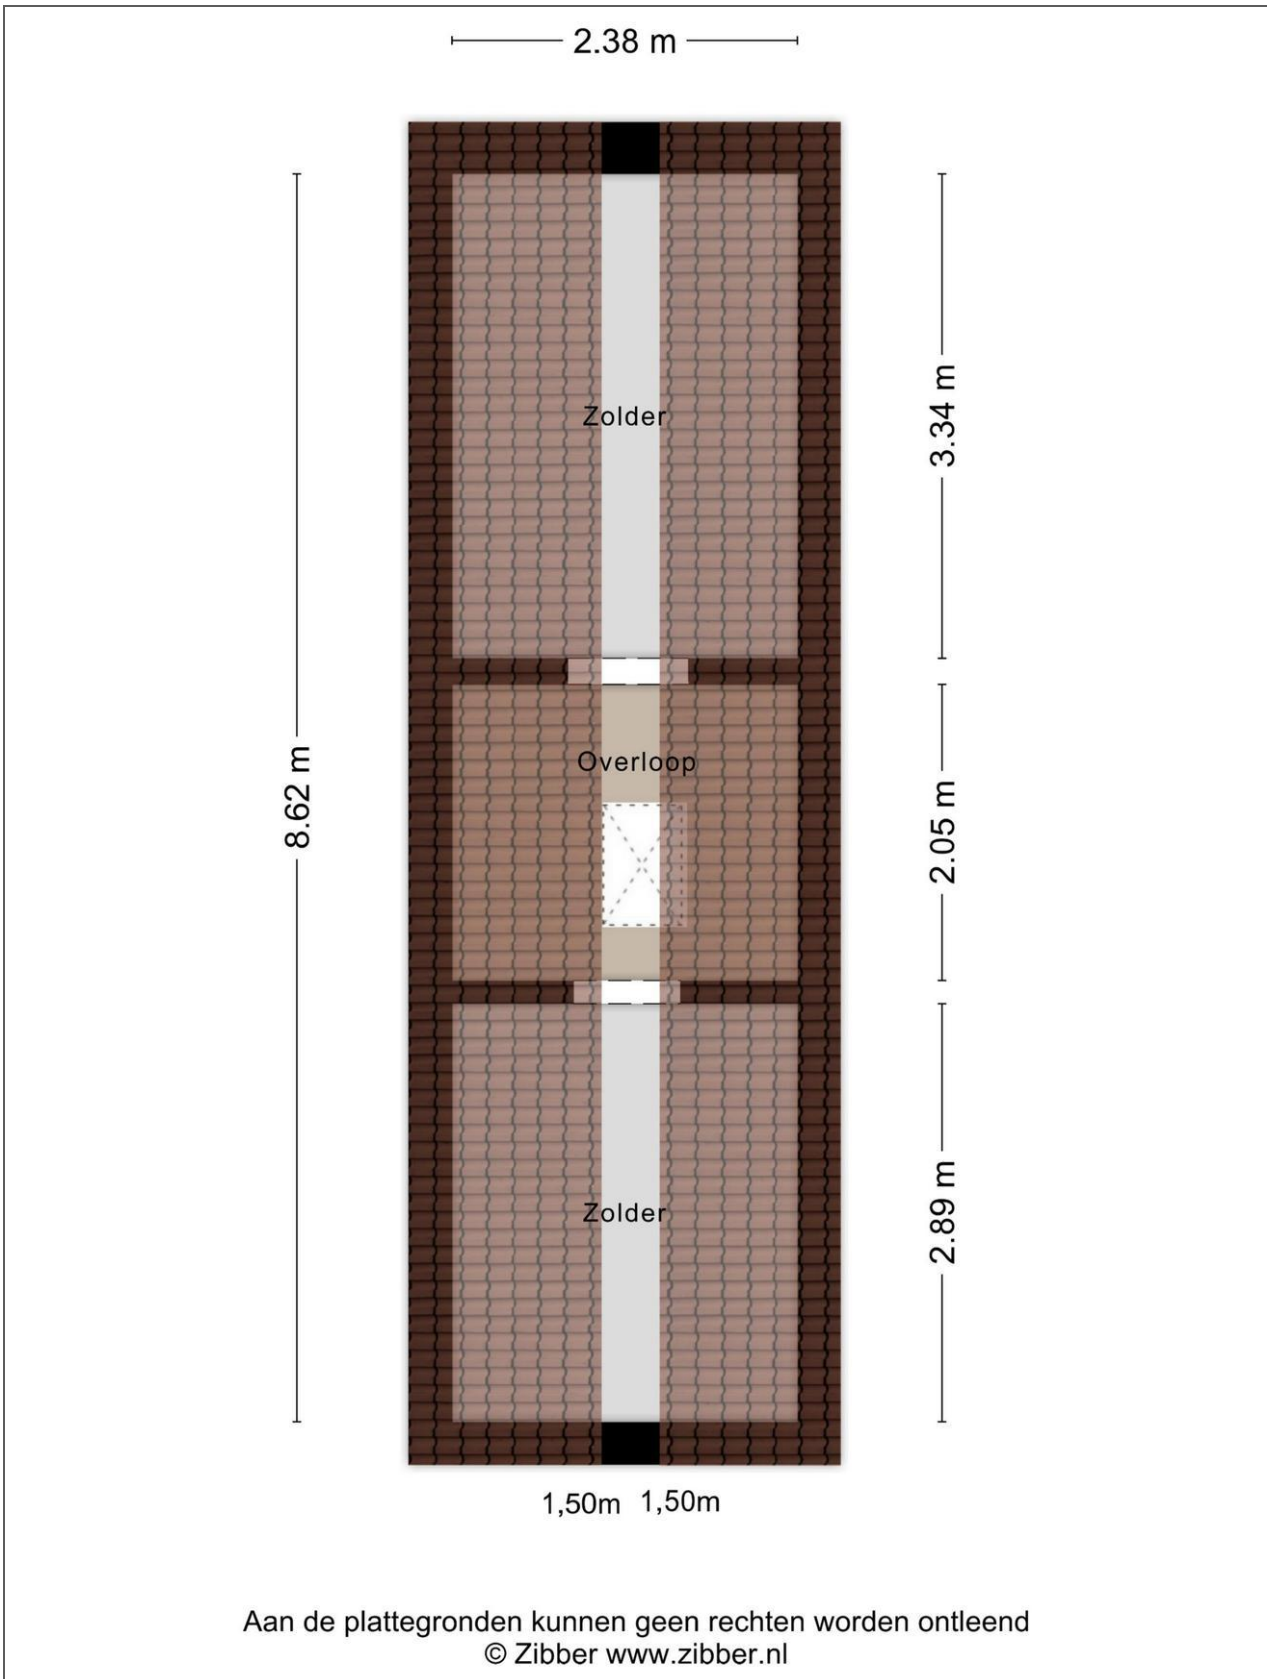 2.38 m
Zolder
3.34 m
Overloop
8.62 m
2.05 m
Zolder
2.89 m
1,50m 1,50m
Aan de plattegronden kunnen geen rechten worden ontleend
© Zibber www.zibber.nl